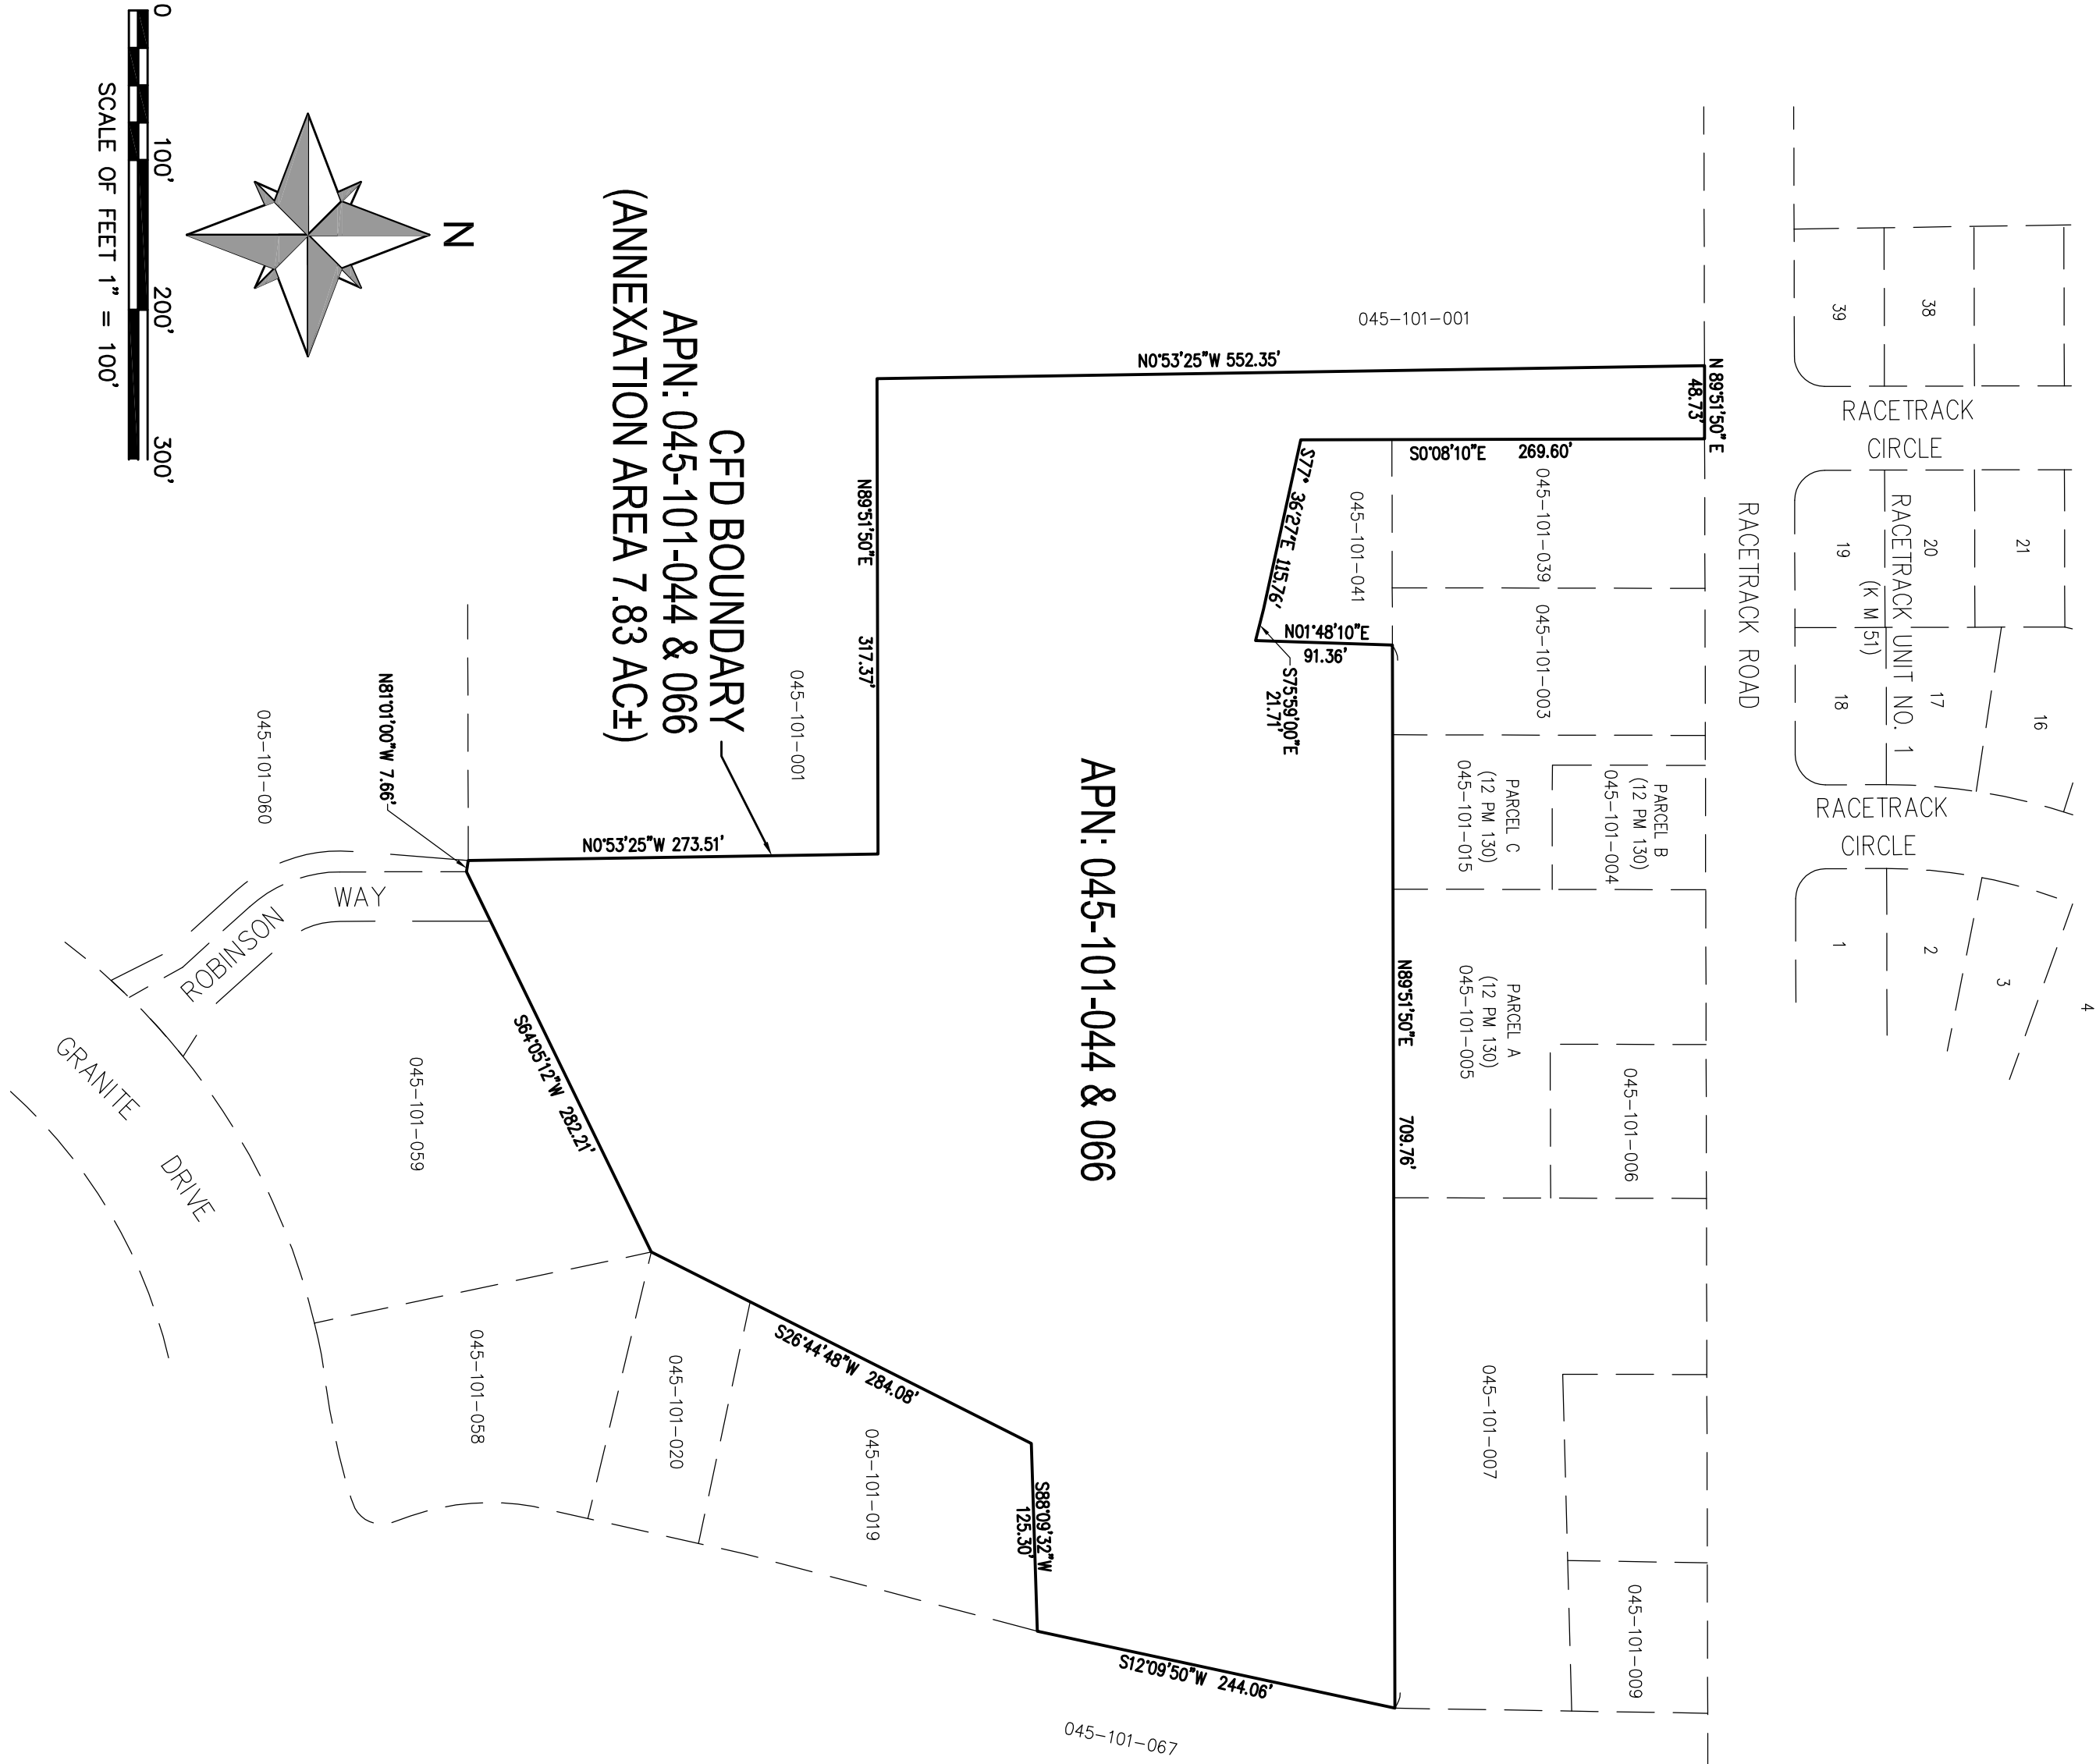 39
38
RACETRACK
CIRCLE
RACETRACK UNIT NO. 1
(K M 51)
19
20
21
18
17
16
RACETRACK
CIRCLE
1
2
3
4
RACETRACK ROAD
N 89°51'50" E
48.73'
045-101-001
N0°53'25"W 552.35'
S0°08'10"E 269.60'
045-101-039
045-101-003
045-101-041
S77° 36'27"E 115.76'
N01°48'10"E
91.36'
S75°59'00"E
21.71'
PARCEL B
(12 PM 130)
045-101-004
PARCEL C
(12 PM 130)
045-101-015
PARCEL A
(12 PM 130)
045-101-005
045-101-006
045-101-007
045-101-009
N89°51'50"E 709.76'
APN: 045-101-044 & 066
N89°51'50"E 317.37'
045-101-001
CFD BOUNDARY
APN: 045-101-044 & 066
(ANNEXATION AREA 7.83 AC±)
N0°53'25"W 273.51'
N81°01'00"W 7.66'
045-101-060
ROBINSON
WAY
GRANITE
DRIVE
045-101-059
S64°05'12"W 282.21'
045-101-058
045-101-020
045-101-019
S26°44'48"W 284.08'
S88°09'32"W
125.30'
S12°09'50"W 244.06'
045-101-067
N
0 100' 200' 300'
SCALE OF FEET 1" = 100'